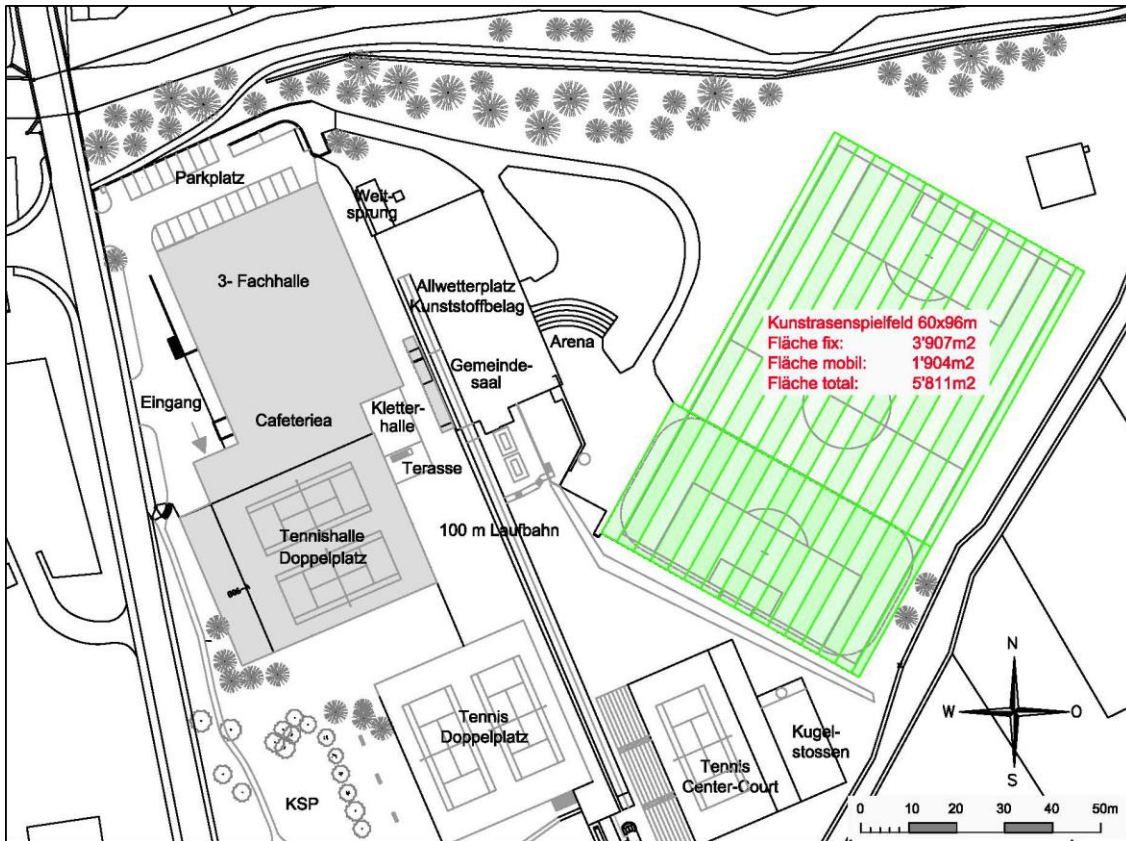 Parkplatz
Weit-
sprung
3- Fachhalle
Allwetterplatz
Kunststoffbelag
Arena
Kunstrasenspielfeld 60x96m
Fläche fix: 3'907m2
Fläche mobil: 1'904m2
Fläche total: 5'811m2
Gemeinde-
saal
Eingang
Cafeteriea
Kletter-
halle
Terasse
100 m Laufbahn
Tennishalle
Doppelplatz
Tennis
Doppelplatz
KSP
Tennis
Center-Court
Kugel-
stossen
N
W
O
S
0 10 20 30 40 50m